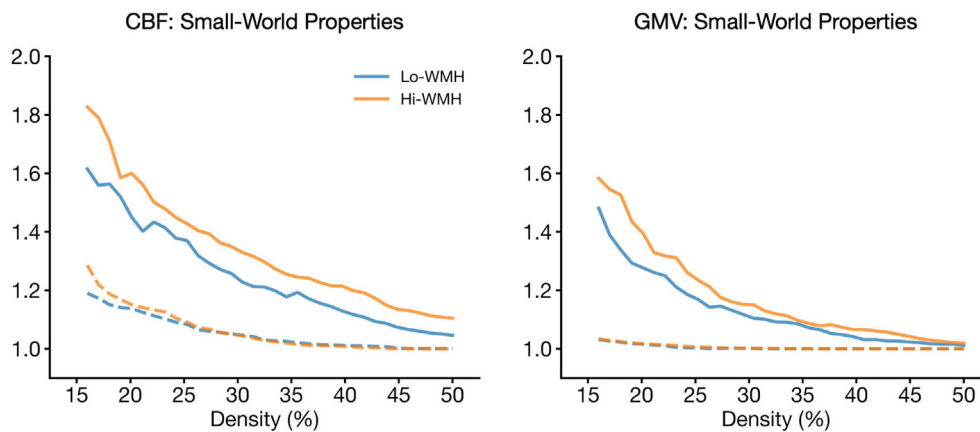 CBF: Small-World Properties
2.0
1.8
1.6
1.4
1.2
1.0
Lo-WMH
Hi-WMH
15 20 25 30 35 40 45 50
Density (%)
GMV: Small-World Properties
2.0
1.8
1.6
1.4
1.2
1.0
15 20 25 30 35 40 45 50
Density (%)